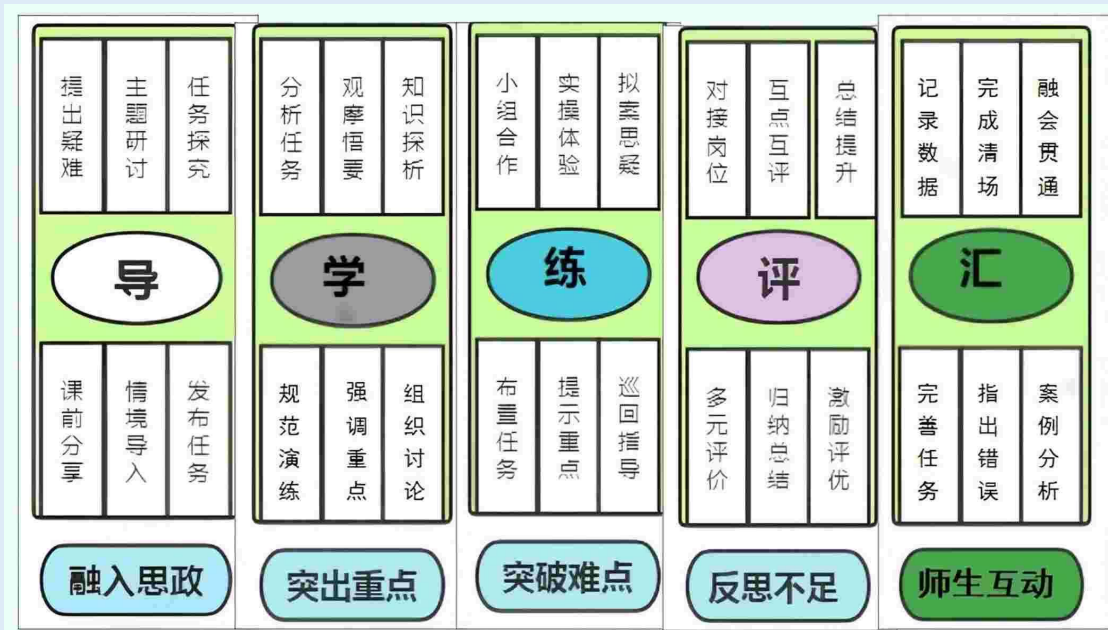 提出疑难
主题研讨
任务探究
导
课前分享
情境导入
发布任务
融入思政
分析任务
观摩悟要
知识探析
学
规范演练
强调重点
组织讨论
突出重点
小组合作
实操体验
拟案思疑
练
布置任务
提示重点
巡回指导
突破难点
对接岗位
互点互评
总结提升
评
多元评价
归纳总结
激励评优
反思不足
记录数据
完成清场
融会贯通
汇
完善任务
指出错误
案例分析
师生互动